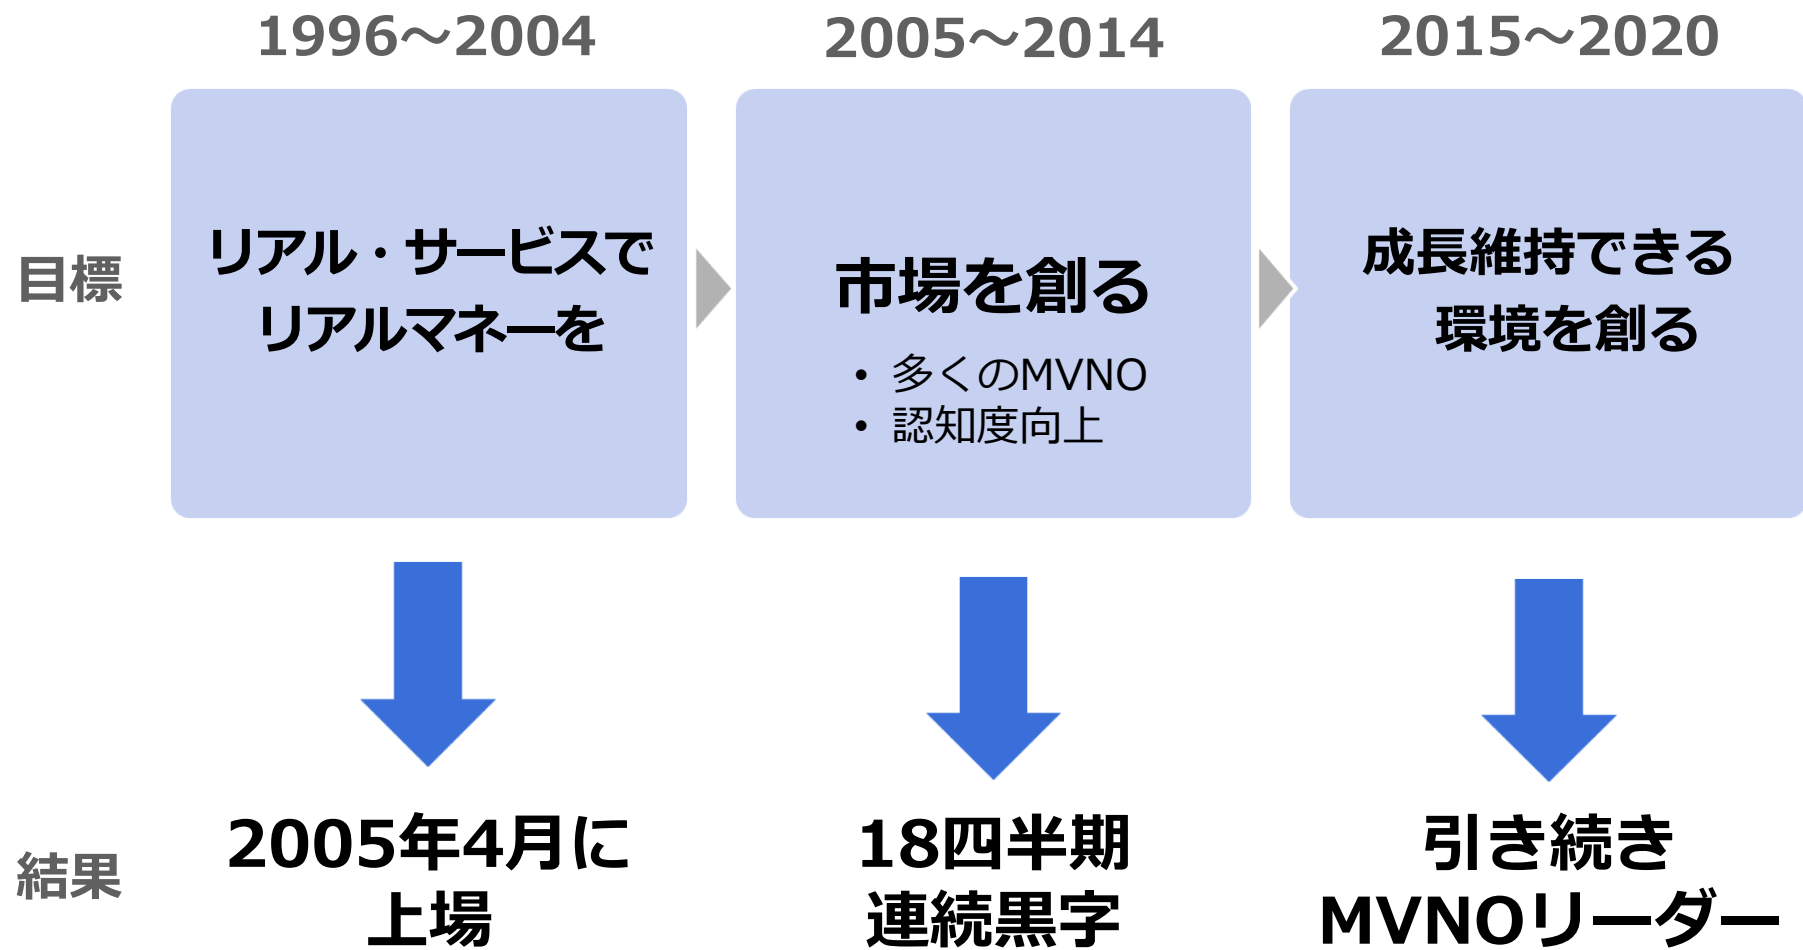 1996～2004
2005～2014
2015～2020
目標
リアル・サービスで
リアルマネーを
市場を創る
• 多くのMVNO
• 認知度向上
成長維持できる
環境を創る
結果
2005年4月に
上場
18四半期
連続黒字
引き続き
MVNOリーダー